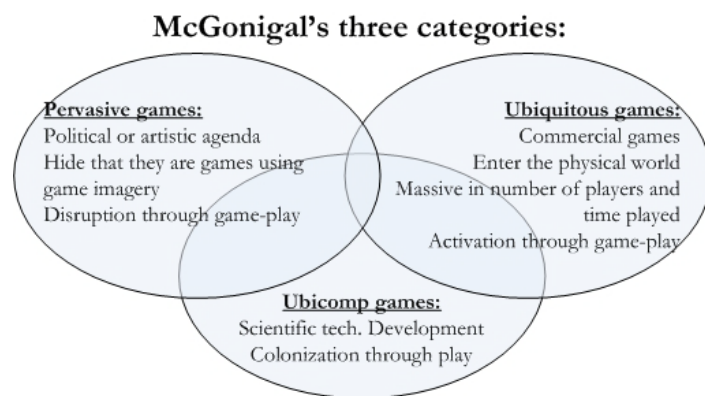 McGonigal's three categories:
Pervasive games:
Political or artistic agenda
Hide that they are games using
game imagery
Disruption through game-play
Ubiquitous games:
Commercial games
Enter the physical world
Massive in number of players and
time played
Activation through game-play
Ubicomp games:
Scientific tech. Development
Colonization through play